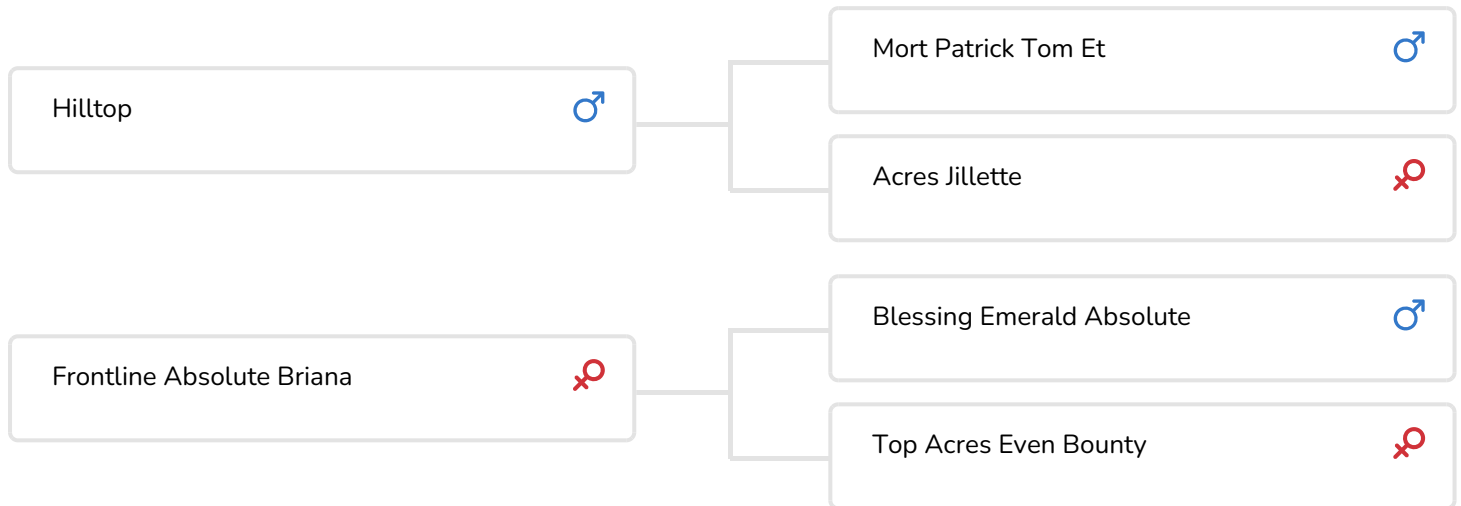 Mort Patrick Tom Et
Hilltop
Acres Jillette
Blessing Emerald Absolute
Frontline Absolute Briana
Top Acres Even Bounty